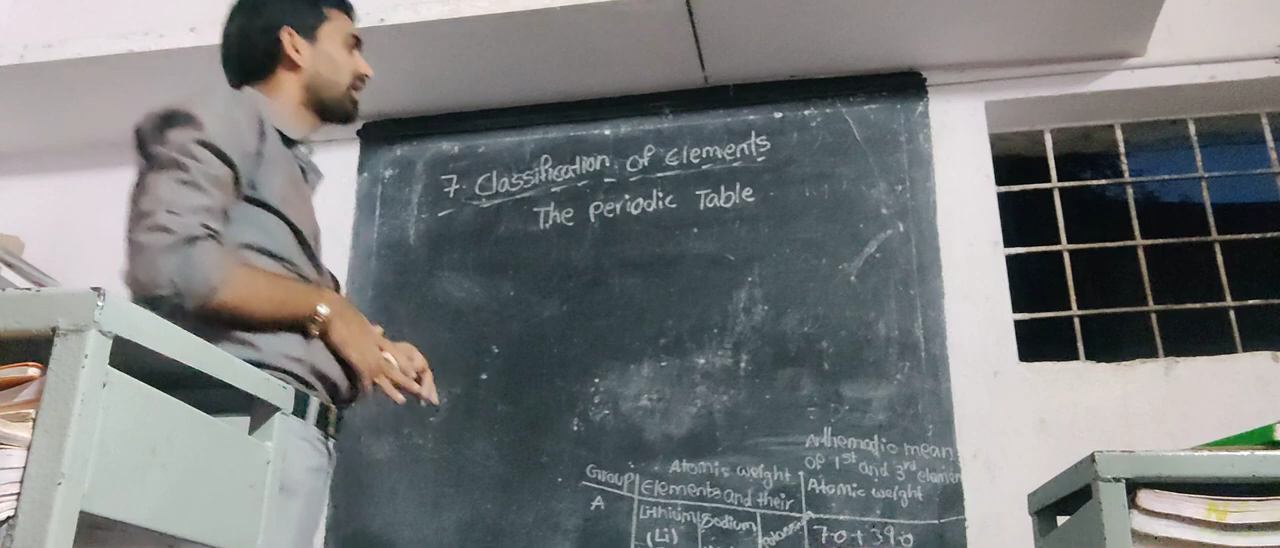 7. Classification of Elements
The Periodic Table
Arthematic mean
of 1st and 3rd element
Group Atomic weight Atomic weight
Elements and their
A Lithium Sodium
(Li) 7.0 + 39.0